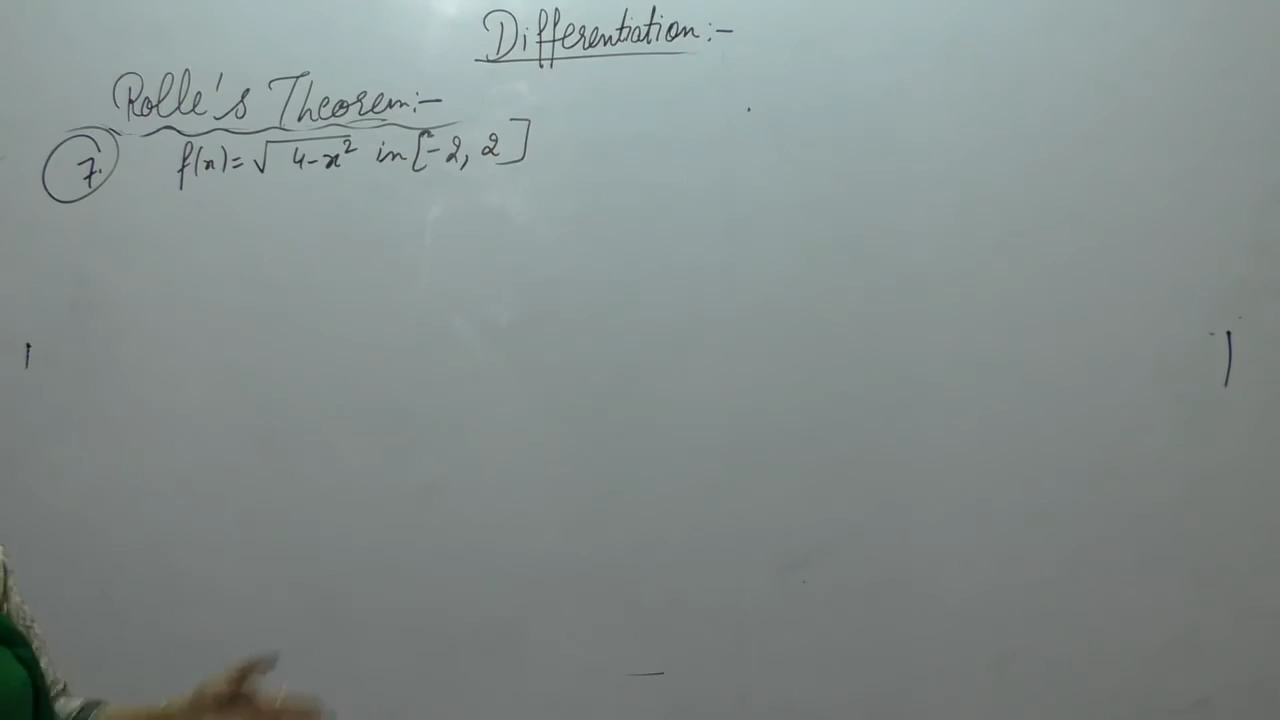 Differentiation :-
Rolle's Theorem:-
7. f(x) = √4-x² in [-2, 2]